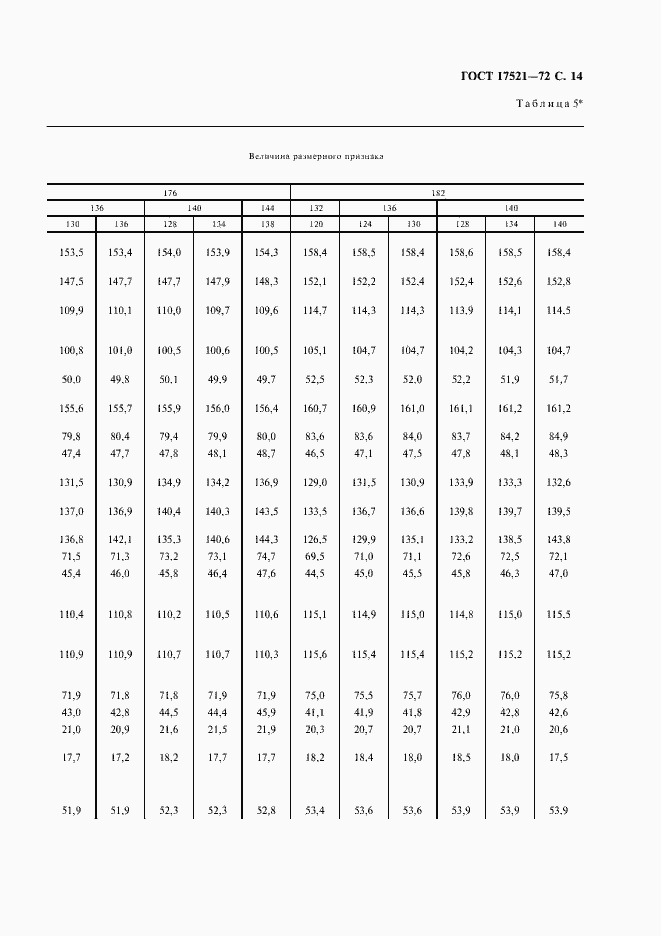 ГОСТ 17521—72 С. 14
Таблица 5*
Величина размерного признака
176 182
136 140 144 132 136 140
130 136 128 134 138 120 124 130 128 134 140
153,5 153,4 154,0 153,9 154,3 158,4 158,5 158,4 158,6 158,5 158,4
147,5 147,7 147,7 147,9 148,3 152,1 152,2 152,4 152,4 152,6 152,8
109,9 110,1 110,0 109,7 109,6 114,7 114,3 114,3 113,9 114,1 114,5
100,8 101,0 100,5 100,6 100,5 105,1 104,7 104,7 104,2 104,3 104,7
50,0 49,8 50,1 49,9 49,7 52,5 52,3 52,0 52,2 51,9 51,7
155,6 155,7 155,9 156,0 156,4 160,7 160,9 161,0 161,1 161,2 161,2
79,8 80,4 79,4 79,9 80,0 83,6 83,6 84,0 83,7 84,2 84,9
47,4 47,7 47,8 48,1 48,7 46,5 47,1 47,5 47,8 48,1 48,3
131,5 130,9 134,9 134,2 136,9 129,0 131,5 130,9 133,9 133,3 132,6
137,0 136,9 140,4 140,3 143,5 133,5 136,7 136,6 139,8 139,7 139,5
136,8 142,1 135,3 140,6 144,3 126,5 129,9 135,1 133,2 138,5 143,8
71,5 71,3 73,2 73,1 74,7 69,5 71,0 71,1 72,6 72,5 72,1
45,4 46,0 45,8 46,4 47,6 44,5 45,0 45,5 45,8 46,3 47,0
110,4 110,8 110,2 110,5 110,6 115,1 114,9 115,0 114,8 115,0 115,5
110,9 110,9 110,7 110,7 110,3 115,6 115,4 115,4 115,2 115,2 115,2
71,9 71,8 71,8 71,9 71,9 75,0 75,5 75,7 76,0 76,0 75,8
43,0 42,8 44,5 44,4 45,9 41,1 41,9 41,8 42,9 42,8 42,6
21,0 20,9 21,6 21,5 21,9 20,3 20,7 20,7 21,1 21,0 20,6
17,7 17,2 18,2 17,7 17,7 18,2 18,4 18,0 18,5 18,0 17,5
51,9 51,9 52,3 52,3 52,8 53,4 53,6 53,6 53,9 53,9 53,9